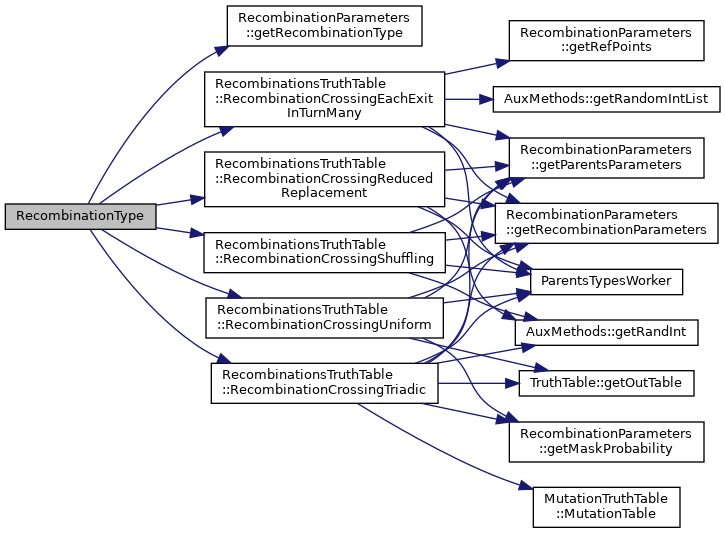 RecombinationType
RecombinationParameters
::getRecombinationType
RecombinationsTruthTable
::RecombinationCrossingEachExit
InTurnMany
RecombinationsTruthTable
::RecombinationCrossingReduced
Replacement
RecombinationsTruthTable
::RecombinationCrossingShuffling
RecombinationsTruthTable
::RecombinationCrossingUniform
RecombinationsTruthTable
::RecombinationCrossingTriadic
RecombinationParameters
::getRefPoints
AuxMethods::getRandomIntList
RecombinationParameters
::getParentsParameters
RecombinationParameters
::getRecombinationParameters
ParentsTypesWorker
AuxMethods::getRandInt
TruthTable::getOutTable
RecombinationParameters
::getMaskProbability
MutationTruthTable
::MutationTable